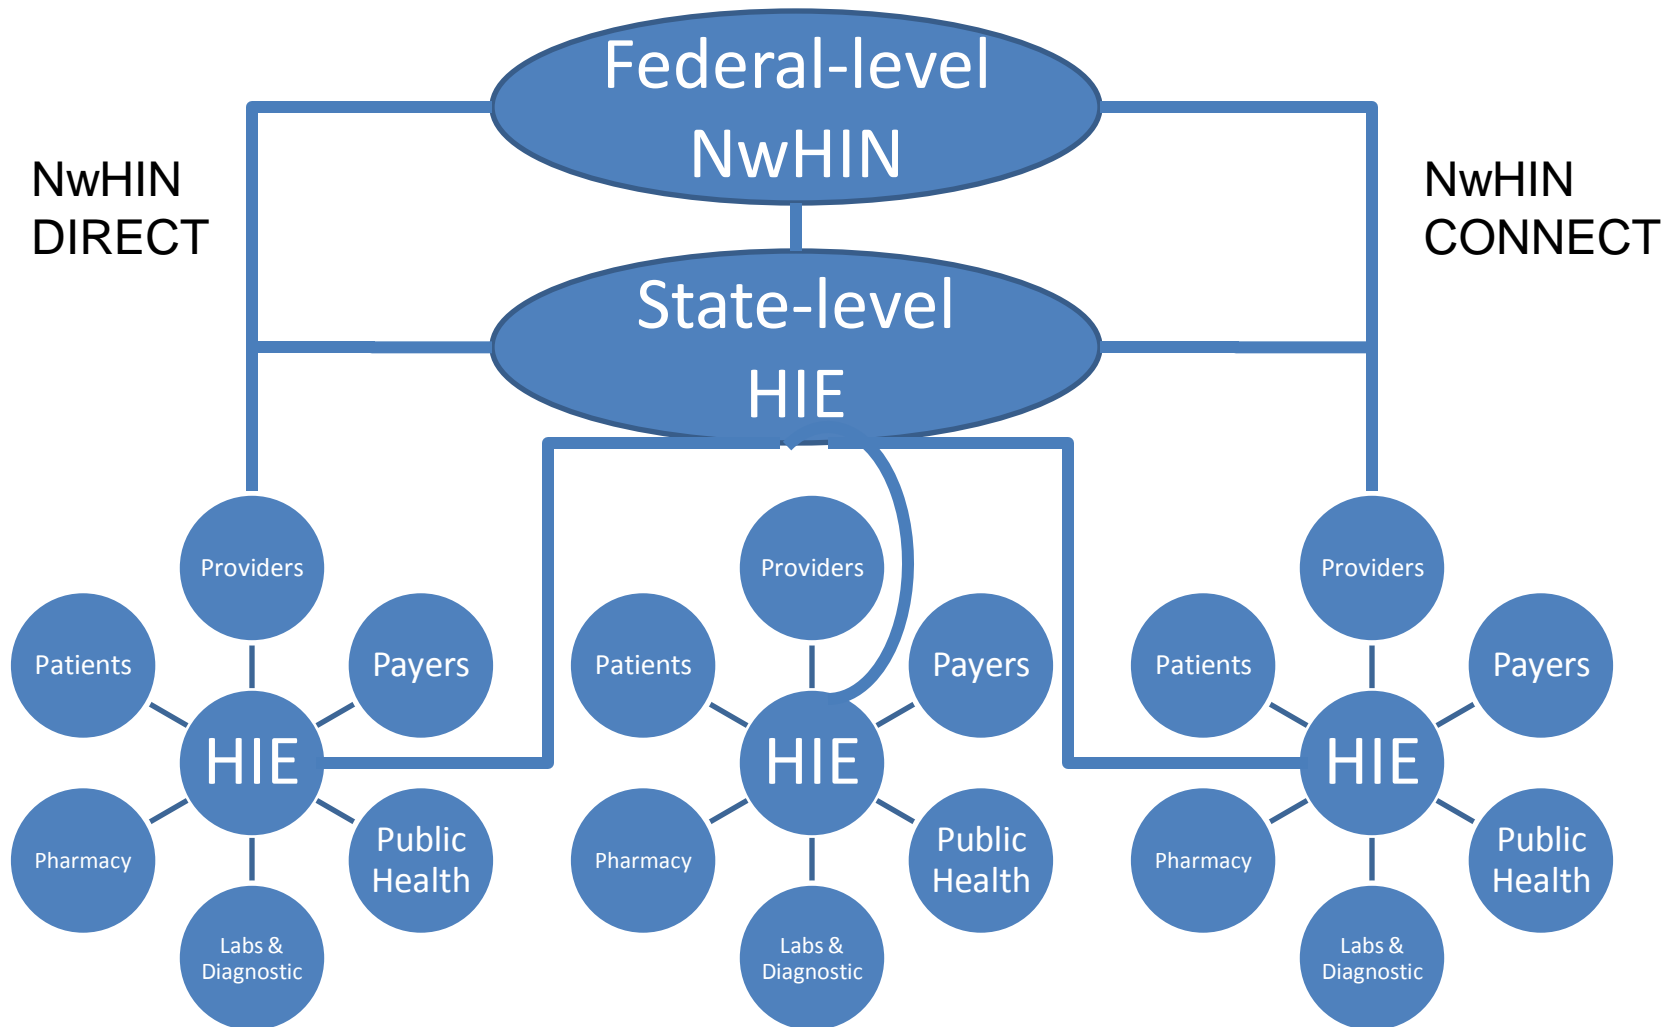 Federal-level
NwHIN
NwHIN
DIRECT
NwHIN
CONNECT
State-level
HIE
Providers
Patients
Payers
HIE
Pharmacy
Public
Health
Labs &
Diagnostic
Providers
Patients
Payers
HIE
Pharmacy
Public
Health
Labs &
Diagnostic
Providers
Patients
Payers
HIE
Pharmacy
Public
Health
Labs &
Diagnostic